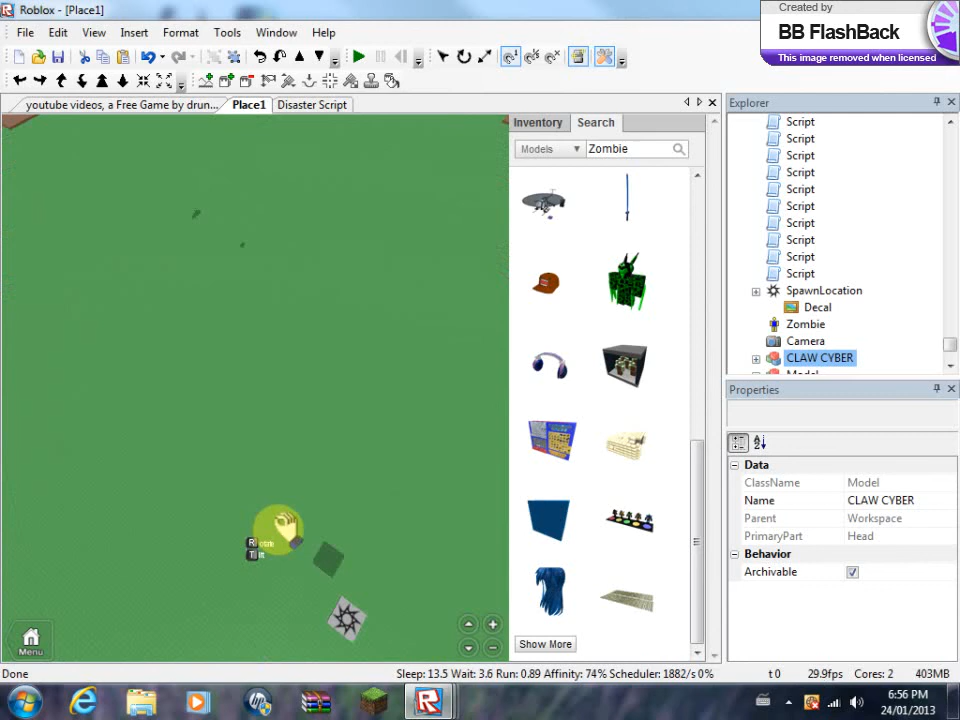 Roblox - [Place1]
Created by
BB FlashBack
This image removed when licensed
File Edit View Insert Format Tools Window Help
youtube videos, a Free Game by drun... Place1 Disaster Script
Inventory Search
Models Zombie
Show More
R
T
Menu
Explorer
Script
Script
Script
Script
Script
Script
Script
Script
Script
Script
SpawnLocation
Decal
Zombie
Camera
CLAW CYBER
Model
Properties
Data
ClassName Model
Name CLAW CYBER
Parent Workspace
PrimaryPart Head
Behavior
Archivable
Done Sleep: 13.5 Wait: 3.6 Run: 0.89 Affinity: 74% Scheduler: 1882/s 0% t 0 29.9fps Cores: 2 403MB
6:56 PM
24/01/2013